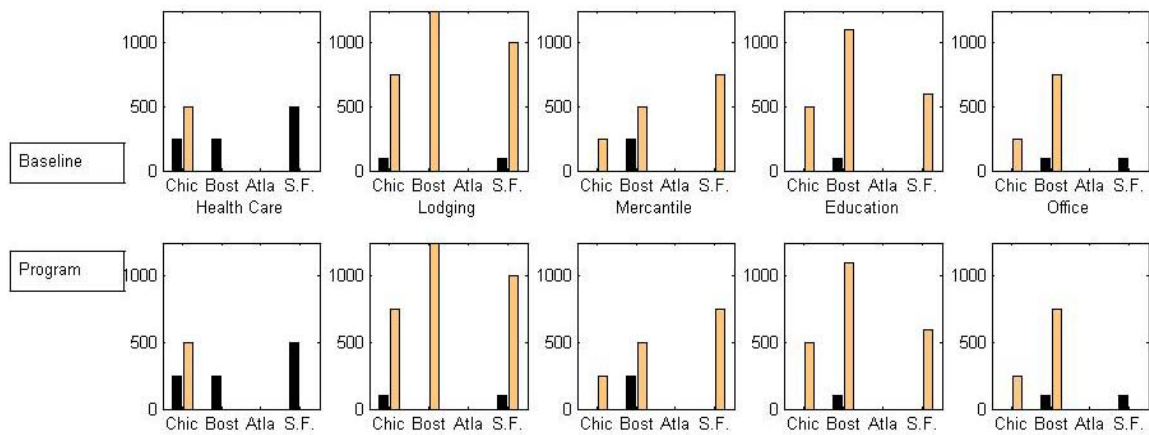 1000 1000 1000 1000 1000
500 500 500 500 500
Baseline
0 0 0 0 0
Chic Bost Atla S.F. Chic Bost Atla S.F. Chic Bost Atla S.F. Chic Bost Atla S.F. Chic Bost Atla S.F.
Health Care Lodging Mercantile Education Office
Program
1000 1000 1000 1000 1000
500 500 500 500 500
0 0 0 0 0
Chic Bost Atla S.F. Chic Bost Atla S.F. Chic Bost Atla S.F. Chic Bost Atla S.F. Chic Bost Atla S.F.